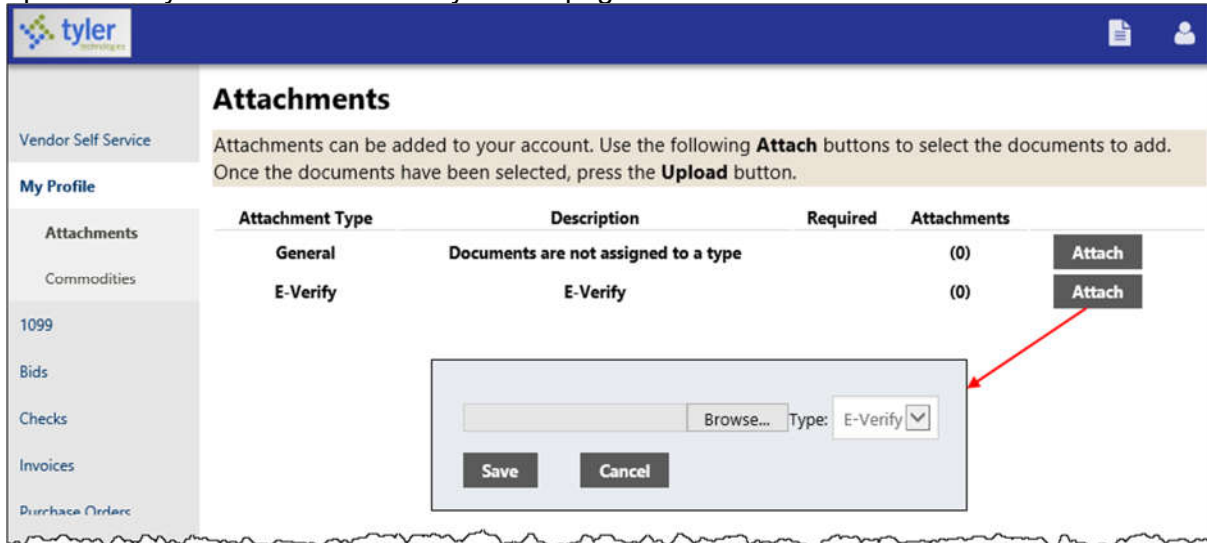 tyler
technologies
Attachments
Vendor Self Service
Attachments can be added to your account. Use the following Attach buttons to select the documents to add.
Once the documents have been selected, press the Upload button.
My Profile
Attachment Type Description Required Attachments
Attachments
General Documents are not assigned to a type (0) Attach
Commodities
E-Verify E-Verify (0) Attach
1099
Bids
Checks
Browse... Type: E-Verify
Invoices
Save Cancel
Purchase Orders